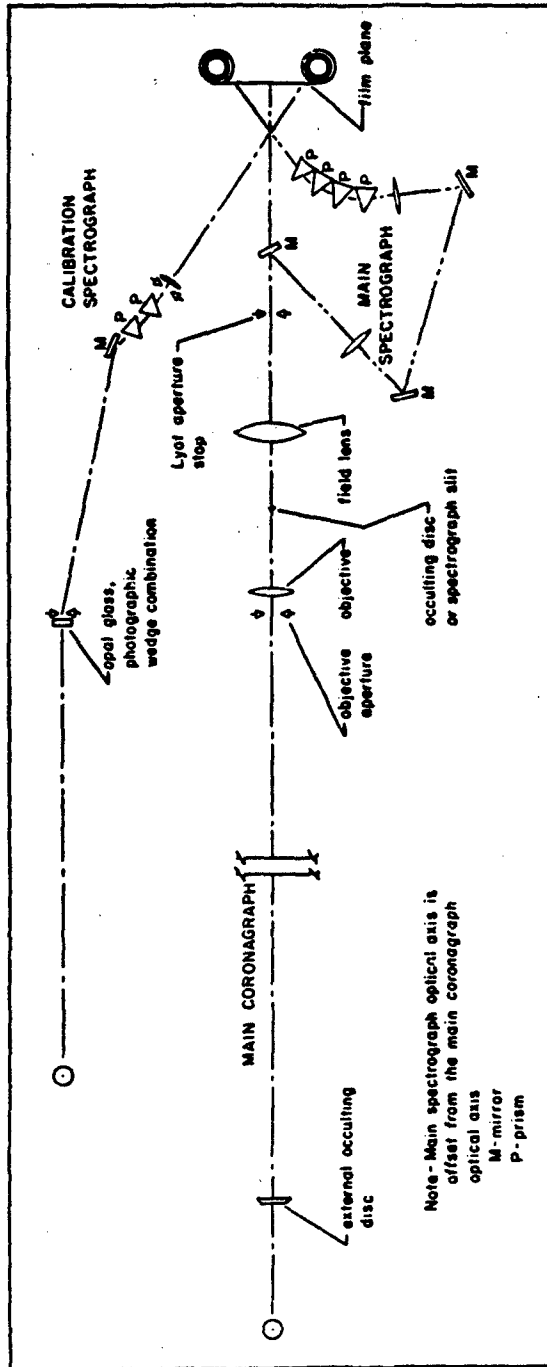 CALIBRATION
SPECTROGRAPH
M
P
P
opal glass,
photographic
wedge combination
film plane
Lyot aperture
stop
M
P
P
P
P
MAIN
SPECTROGRAPH
M
M
field lens
occulting disc
or spectrograph slit
objective
objective
aperture
MAIN CORONAGRAPH
external occulting
disc
Note - Main spectrograph optical axis is
offset from the main coronagraph
optical axis
M-mirror
P-prism